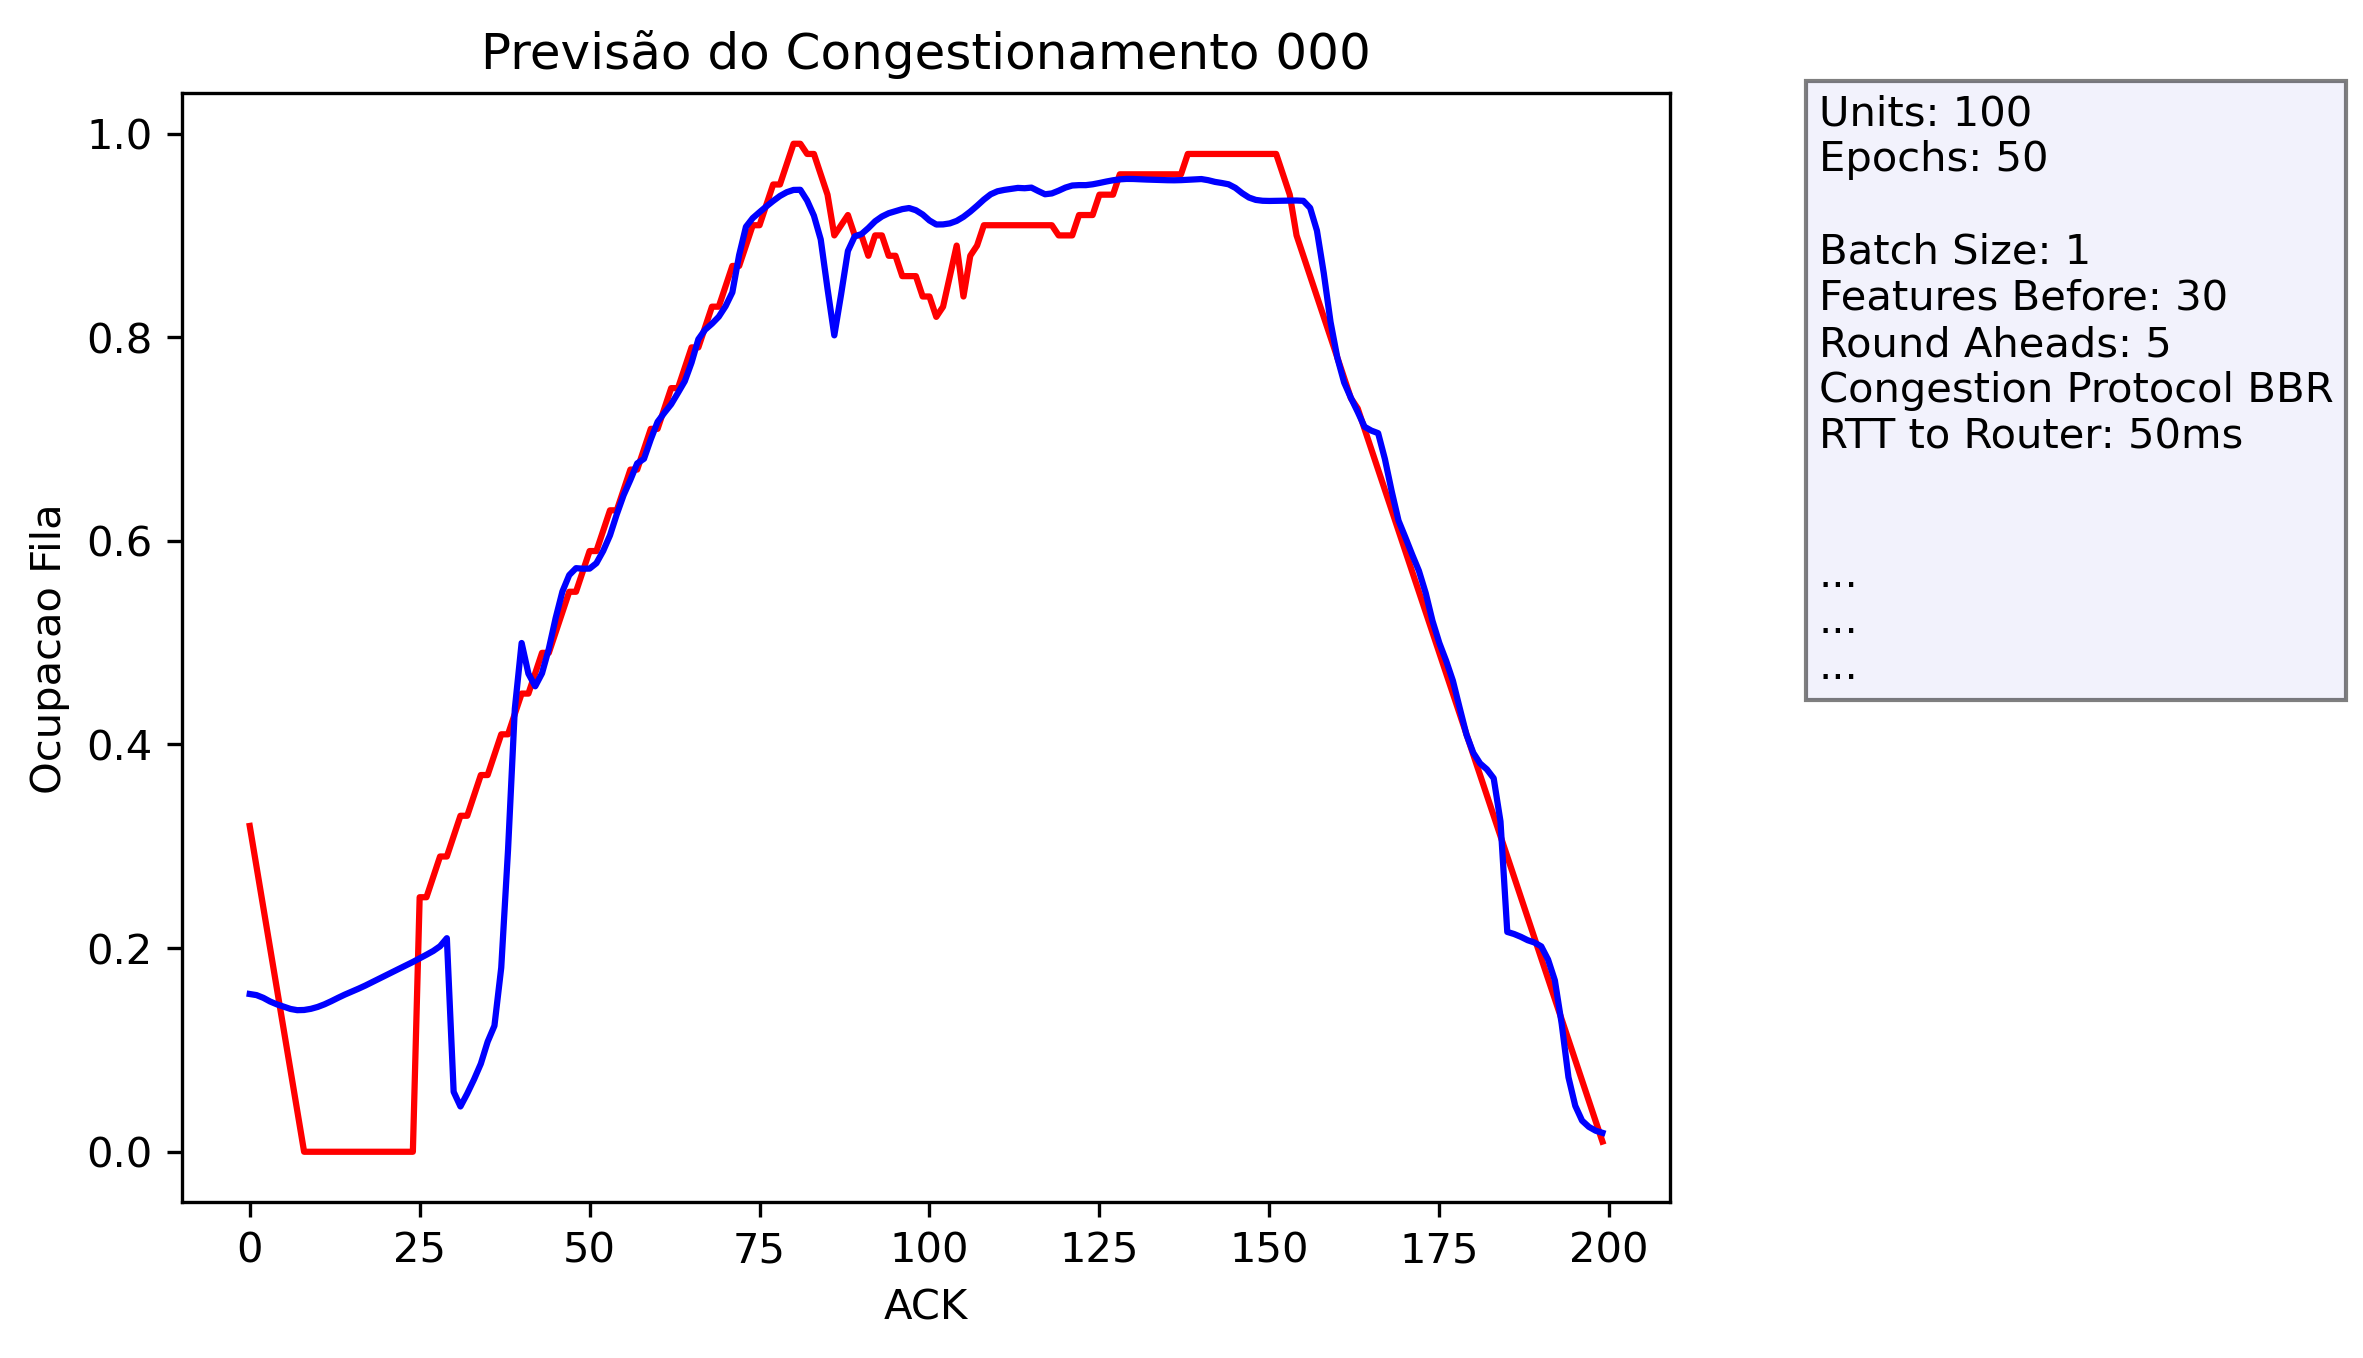 Previsão do Congestionamento 000
Units: 100
Epochs: 50
Batch Size: 1
Features Before: 30
Round Aheads: 5
Congestion Protocol BBR
RTT to Router: 50ms
...
...
...
Ocupacao Fila
1.0
0.8
0.6
0.4
0.2
0.0
0 25 50 75 100 125 150 175 200
ACK